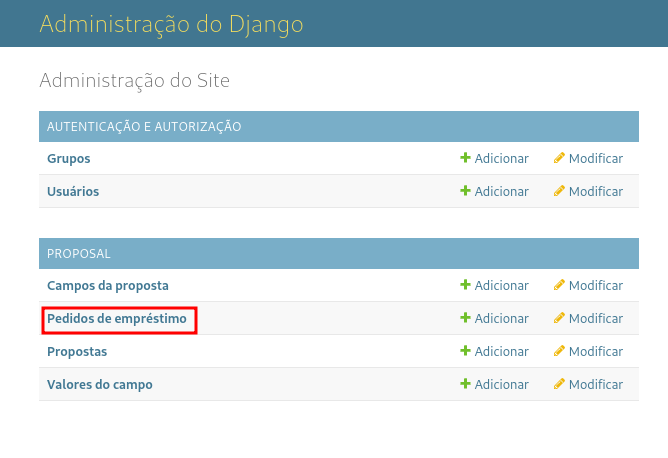 Administração do Django
Administração do Site
AUTENTICAÇÃO E AUTORIZAÇÃO
Grupos Adicionar Modificar
Usuários Adicionar Modificar
PROPOSAL
Campos da proposta Adicionar Modificar
Pedidos de empréstimo Adicionar Modificar
Propostas Adicionar Modificar
Valores do campo Adicionar Modificar